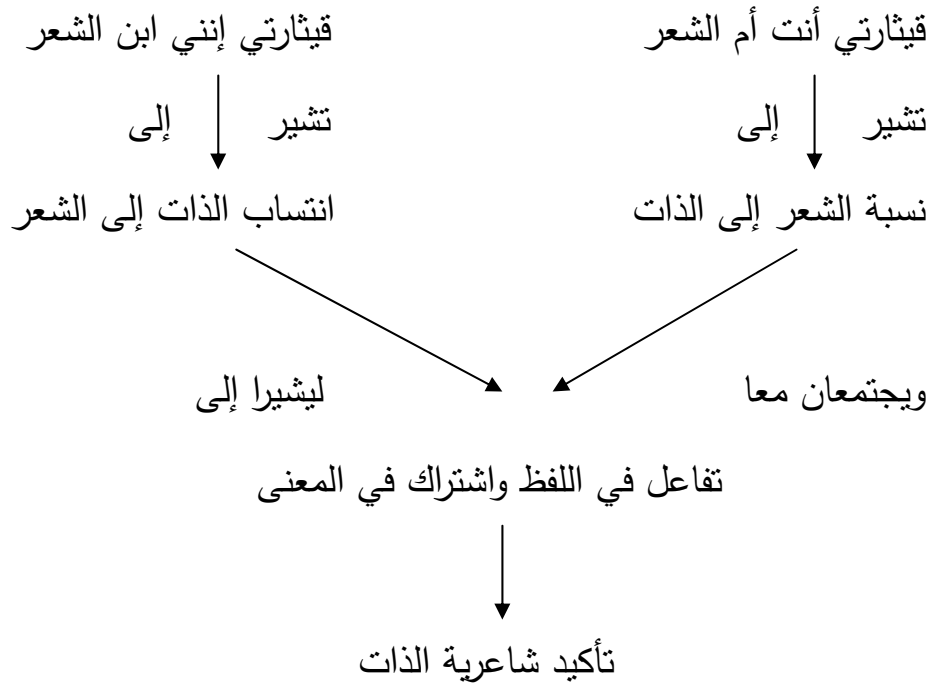 قيثارتي أنت أم الشعر قيثارتي إنني ابن الشعر
تشير إلى تشير إلى
نسبة الشعر إلى الذات انتساب الذات إلى الشعر
ويجتمعان معا ليشيرا إلى
تفاعل في اللفظ واشتراك في المعنى
تأكيد شاعرية الذات